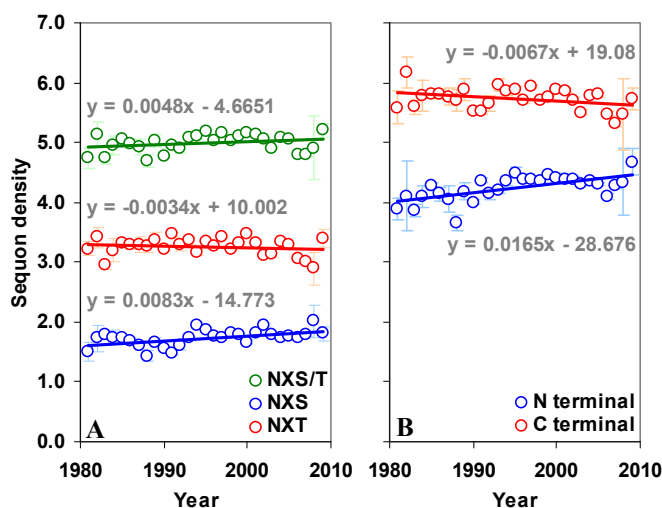 7.0
6.0
5.0
4.0
3.0
2.0
1.0
0.0
Sequon density
y = 0.0048x - 4.6651
y = -0.0034x + 10.002
y = 0.0083x - 14.773
NXS/T
NXS
NXT
A
1980 1990 2000 2010
Year
y = -0.0067x + 19.08
y = 0.0165x - 28.676
N terminal
C terminal
B
1980 1990 2000 2010
Year